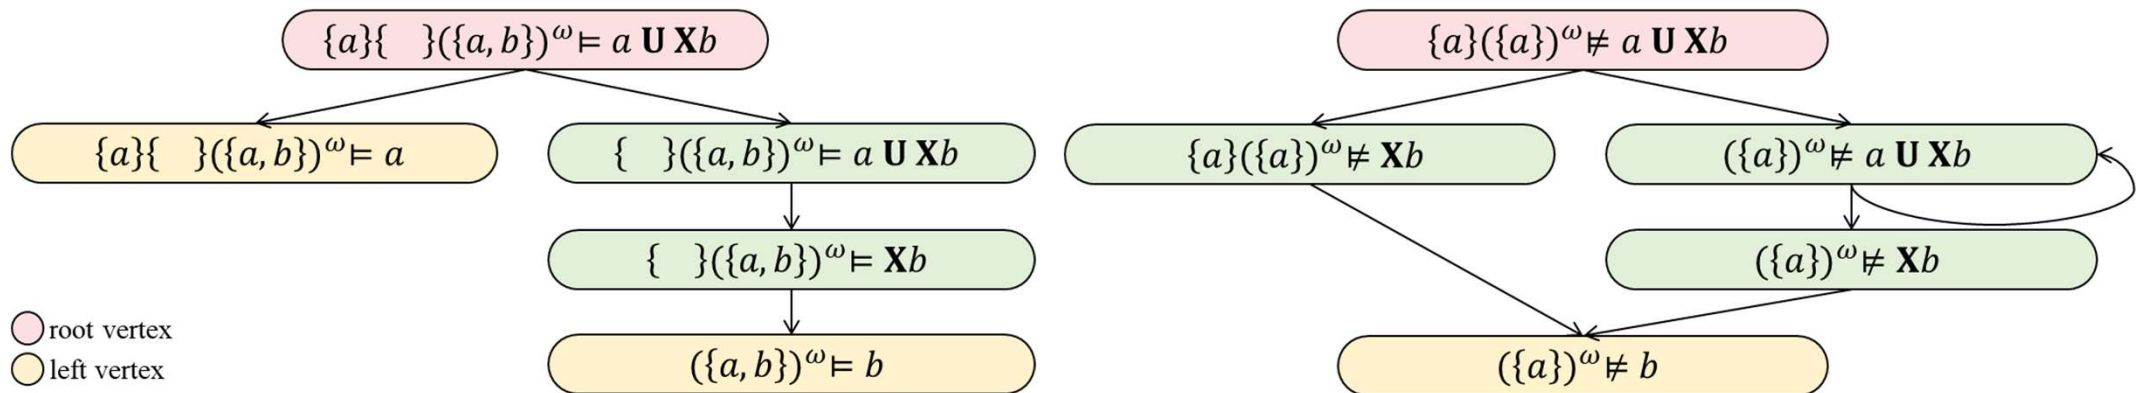 {a}{ }({a, b})^ω ⊨ a U Xb
{a}({a})^ω ⊭ a U Xb
{a}{ }({a, b})^ω ⊨ a
{ }({a, b})^ω ⊨ a U Xb
{a}({a})^ω ⊭ Xb
({a})^ω ⊭ a U Xb
{ }({a, b})^ω ⊨ Xb
({a})^ω ⊭ Xb
root vertex
left vertex
({a, b})^ω ⊨ b
({a})^ω ⊭ b